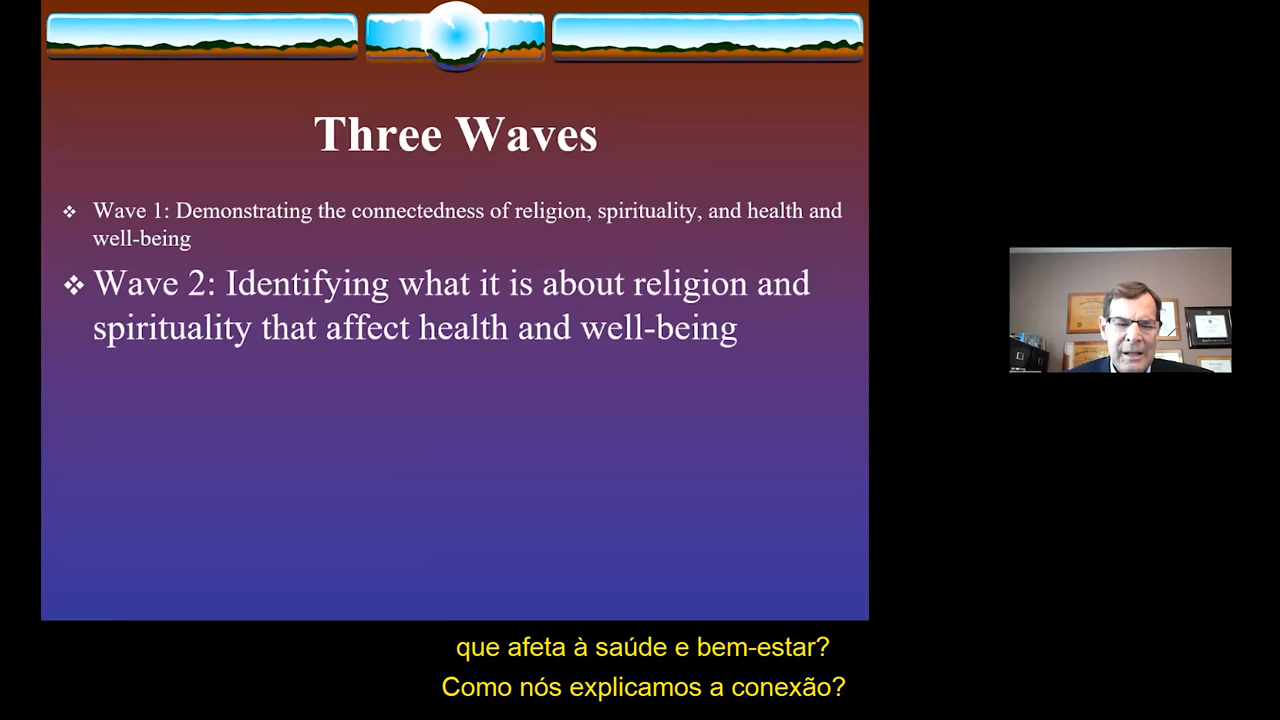 Three Waves
Wave 1: Demonstrating the connectedness of religion, spirituality, and health and
well-being
Wave 2: Identifying what it is about religion and
spirituality that affect health and well-being
que afeta à saúde e bem-estar?
Como nós explicamos a conexão?